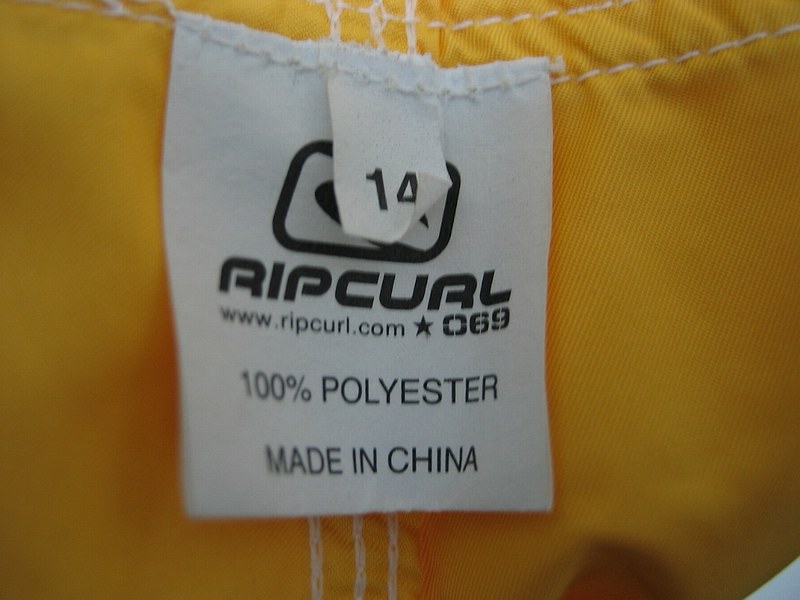 14
RIPCURL
www.ripcurl.com ★ 069
100% POLYESTER
MADE IN CHINA